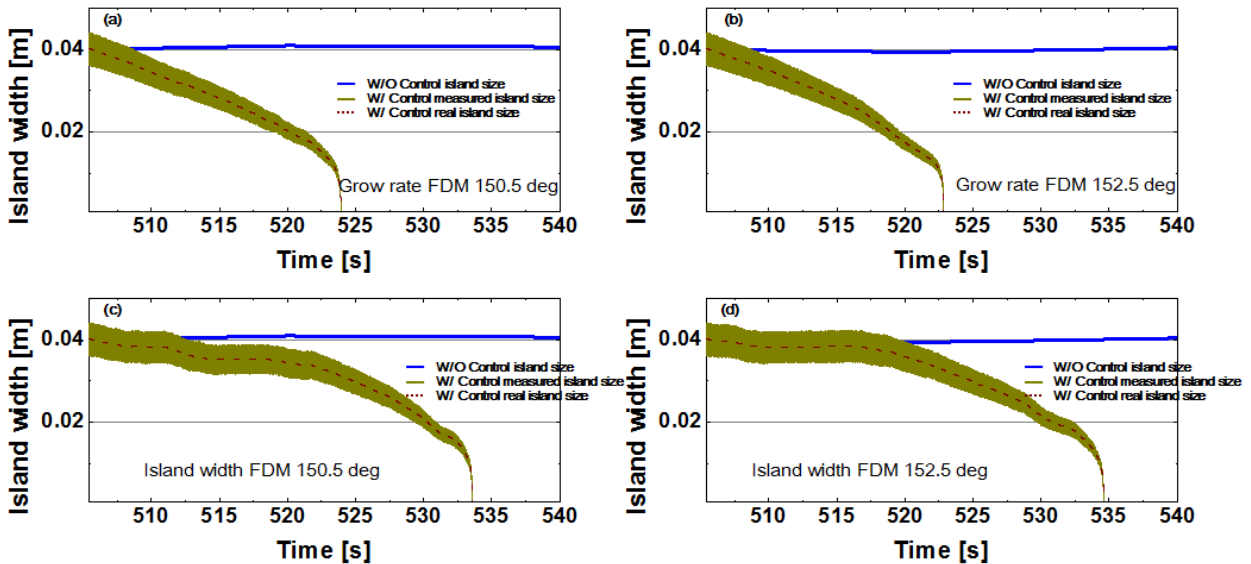 (a)
Island width [m]
0.04
0.02
W/O Control island size
W/ Control measured island size
W/ Control real island size
Grow rate FDM 150.5 deg
510 515 520 525 530 535 540
Time [s]
(b)
Island width [m]
0.04
0.02
W/O Control island size
W/ Control measured island size
W/ Control real island size
Grow rate FDM 152.5 deg
510 515 520 525 530 535 540
Time [s]
(c)
Island width [m]
0.04
0.02
W/O Control island size
W/ Control measured island size
W/ Control real island size
Island width FDM 150.5 deg
510 515 520 525 530 535 540
Time [s]
(d)
Island width [m]
0.04
0.02
W/O Control island size
W/ Control measured island size
W/ Control real island size
Island width FDM 152.5 deg
510 515 520 525 530 535 540
Time [s]